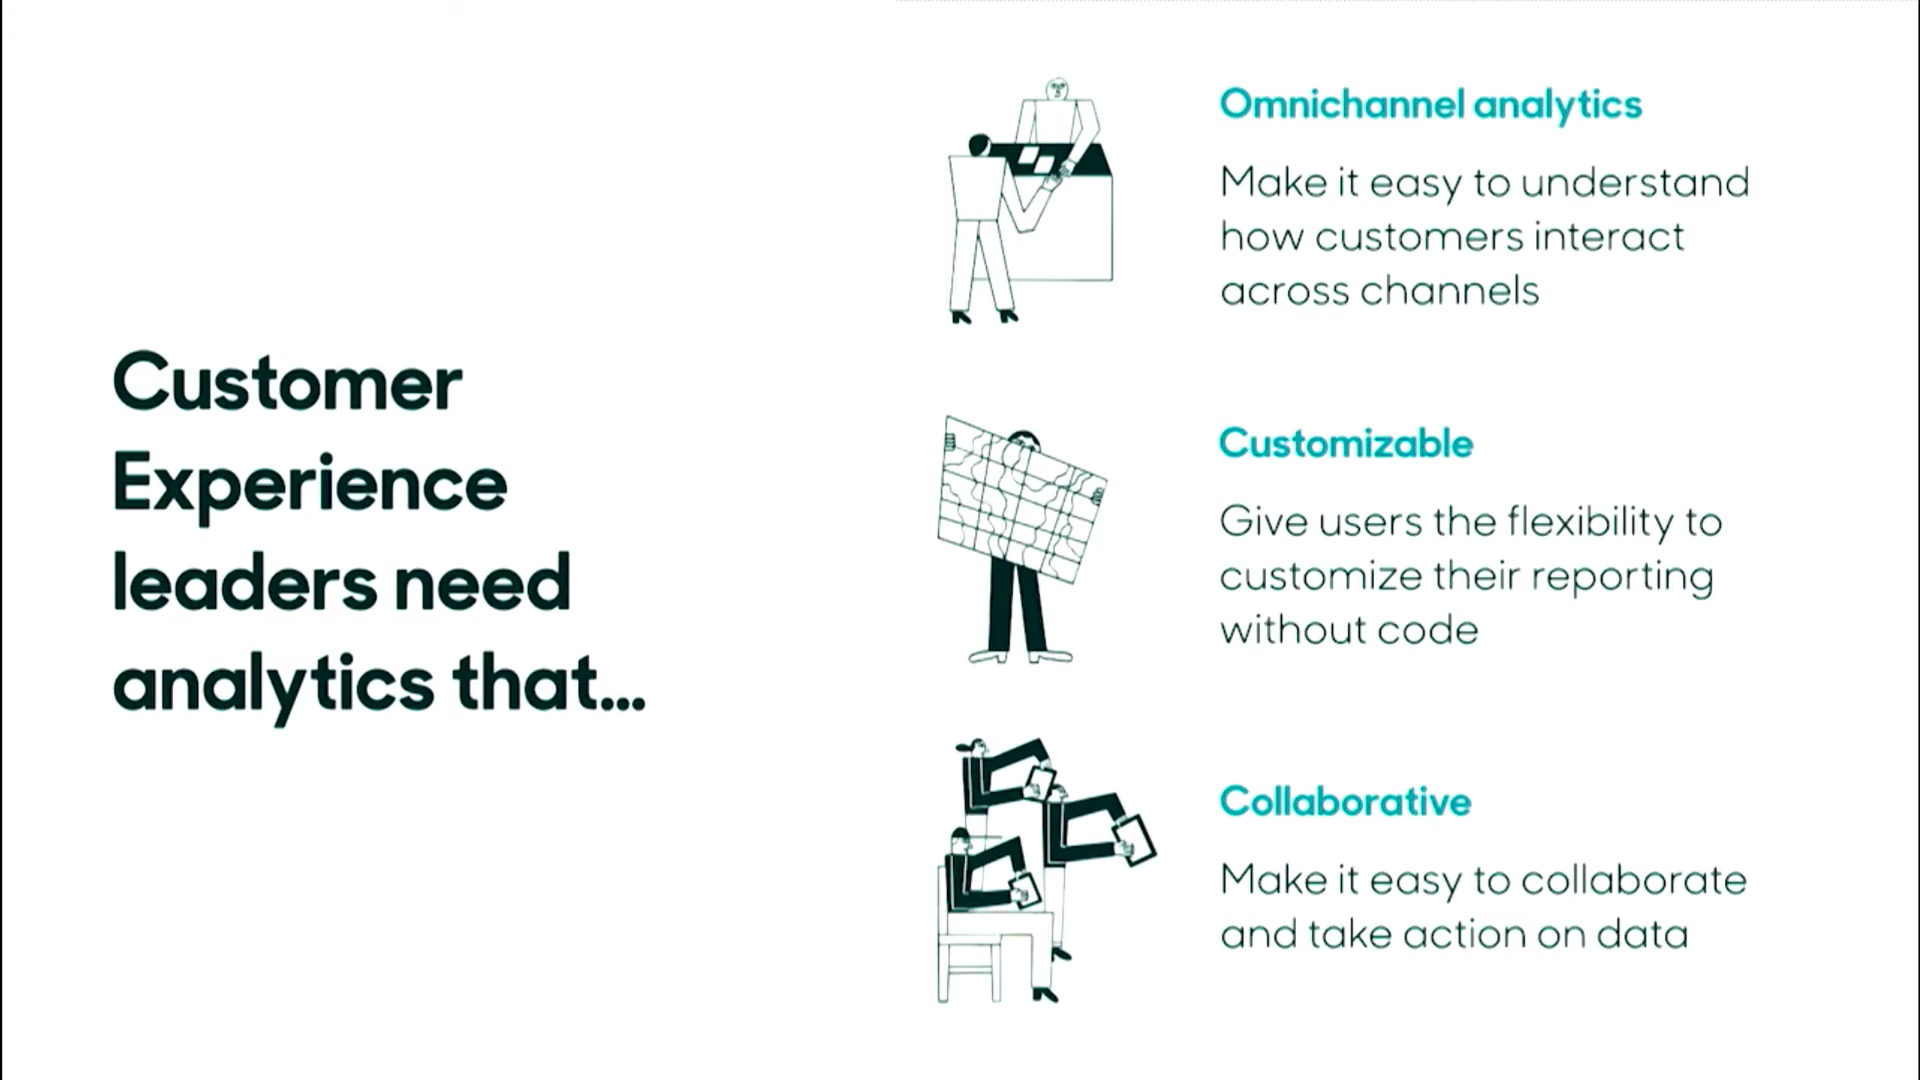 Customer
Experience
leaders need
analytics that...
Omnichannel analytics
Make it easy to understand
how customers interact
across channels
Customizable
Give users the flexibility to
customize their reporting
without code
Collaborative
Make it easy to collaborate
and take action on data